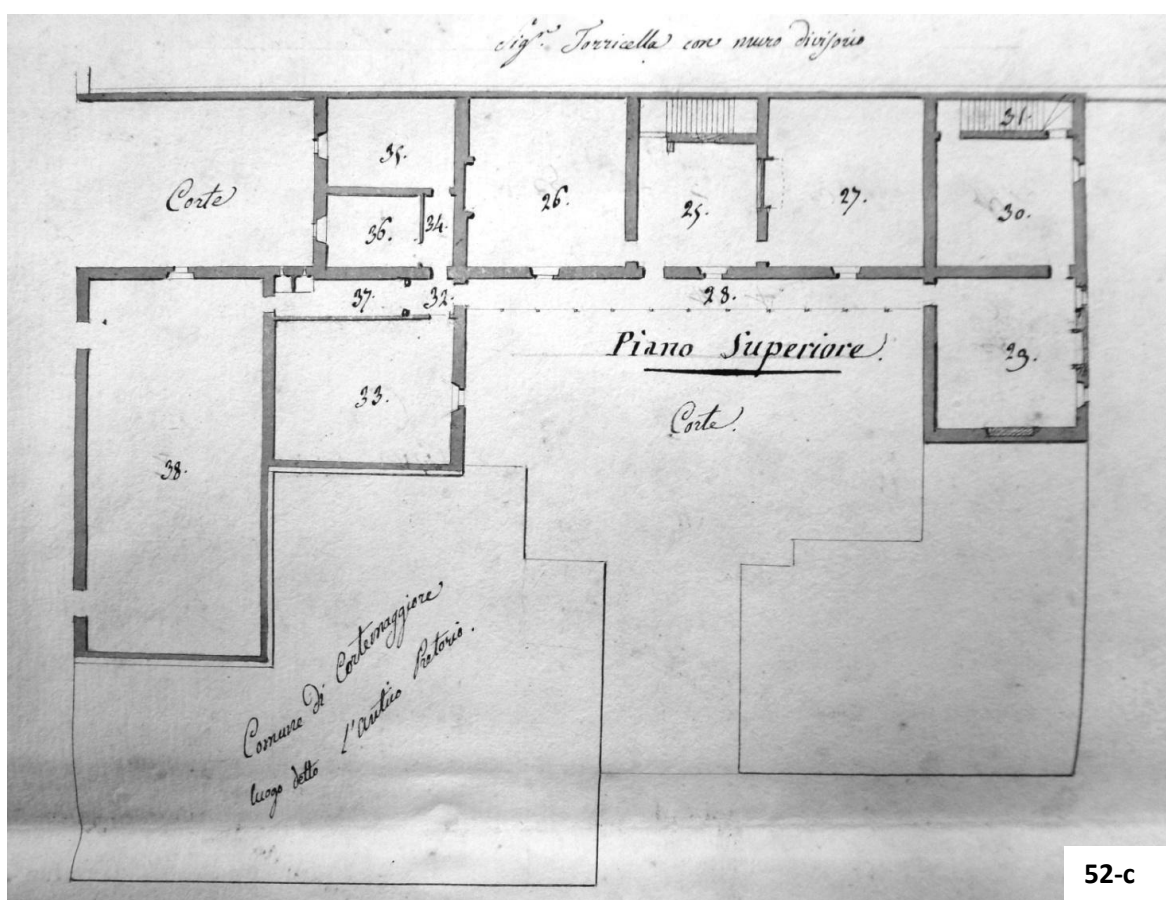 Sigr. Torricella con muro divisorio
31.
35.
Corte
26.
25.
27.
30.
36.
34.
37.
32.
28.
Piano Superiore.
29.
33.
Corte.
38.
Comune di Cortemaggiore
luogo detto l'antico Pretorio.
52-c